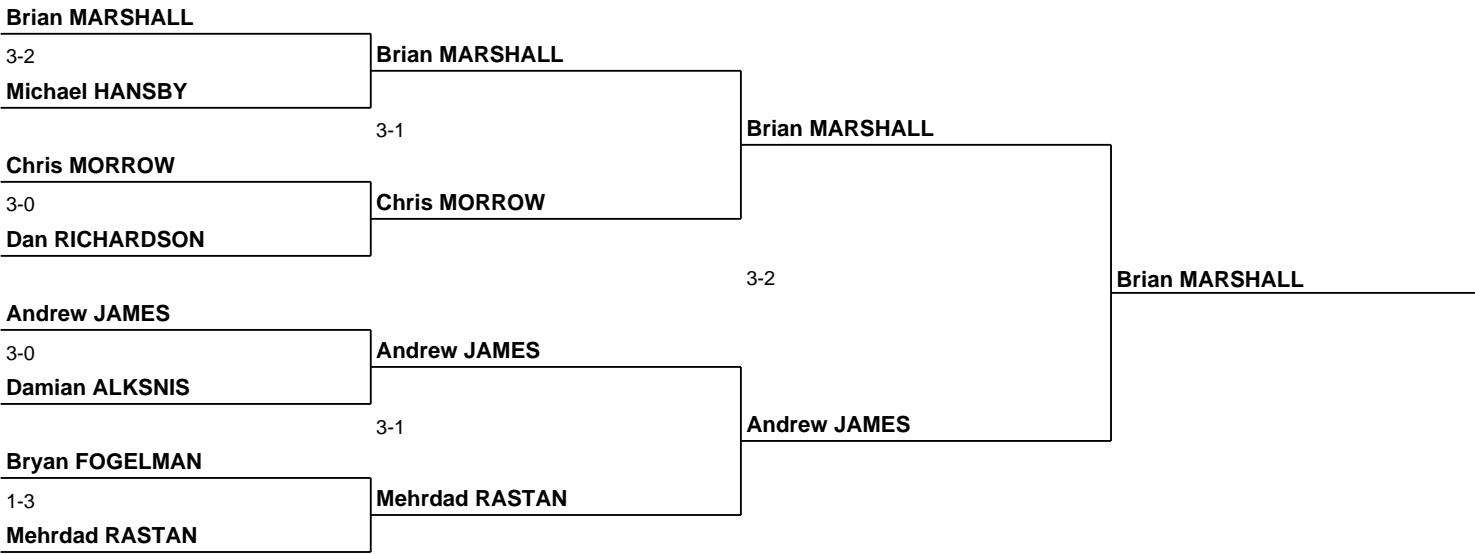 Brian MARSHALL
3-2
Brian MARSHALL
Michael HANSBY
3-1
Brian MARSHALL
Chris MORROW
3-0
Chris MORROW
Dan RICHARDSON
3-2
Brian MARSHALL
Andrew JAMES
3-0
Andrew JAMES
Damian ALKSNIS
3-1
Andrew JAMES
Bryan FOGELMAN
1-3
Mehrdad RASTAN
Mehrdad RASTAN